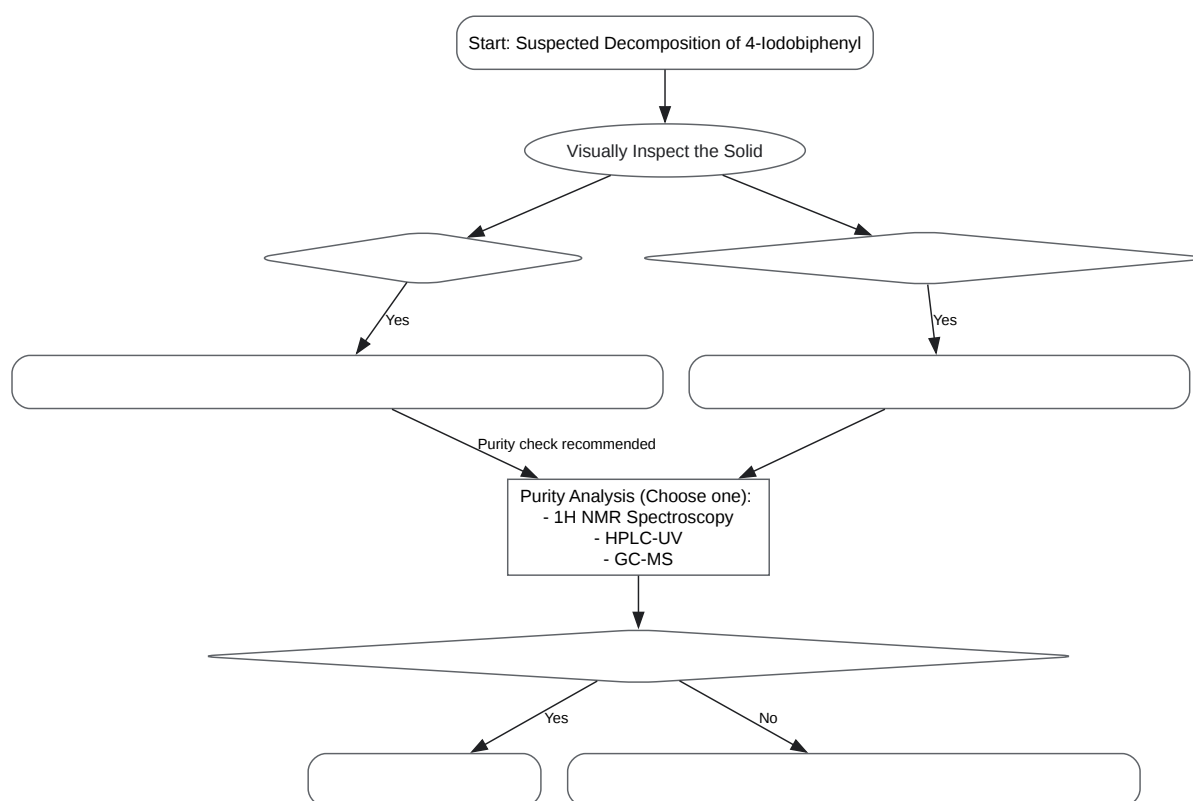 Start: Suspected Decomposition of 4-Iodobiphenyl
Visually Inspect the Solid
Yes
Yes
Purity check recommended
Purity Analysis (Choose one):
- 1H NMR Spectroscopy
- HPLC-UV
- GC-MS
Yes
No